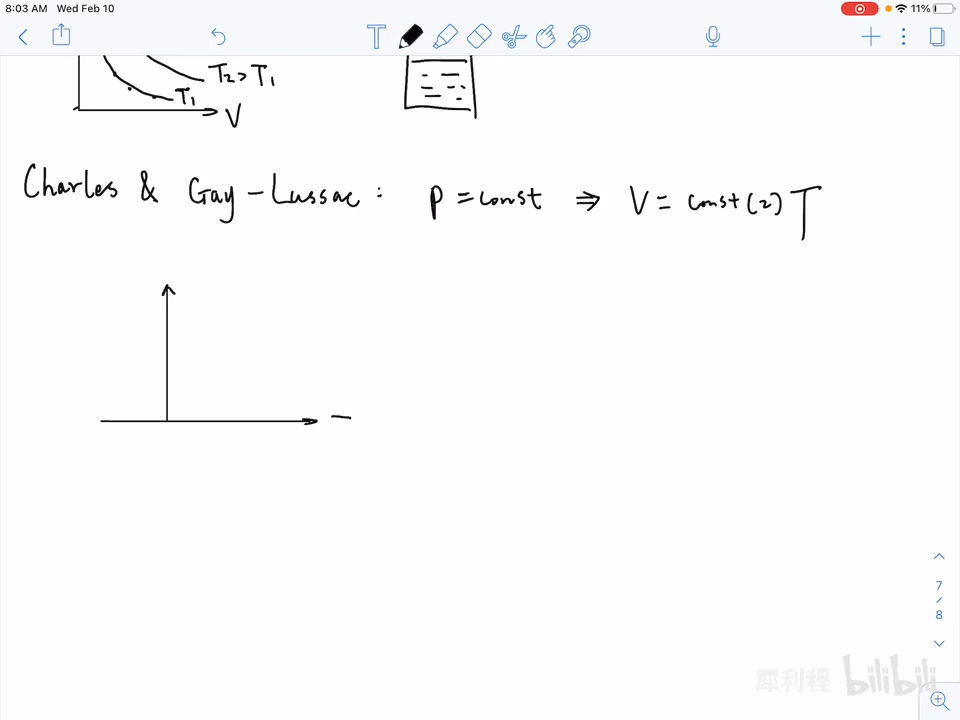 8:03 AM Wed Feb 10
11%
T
T₂>T₁
T₁
V
Charles & Gay-Lussac : P = const ⇒ V = const(2) T
7
/
8
犀利程 bilibili